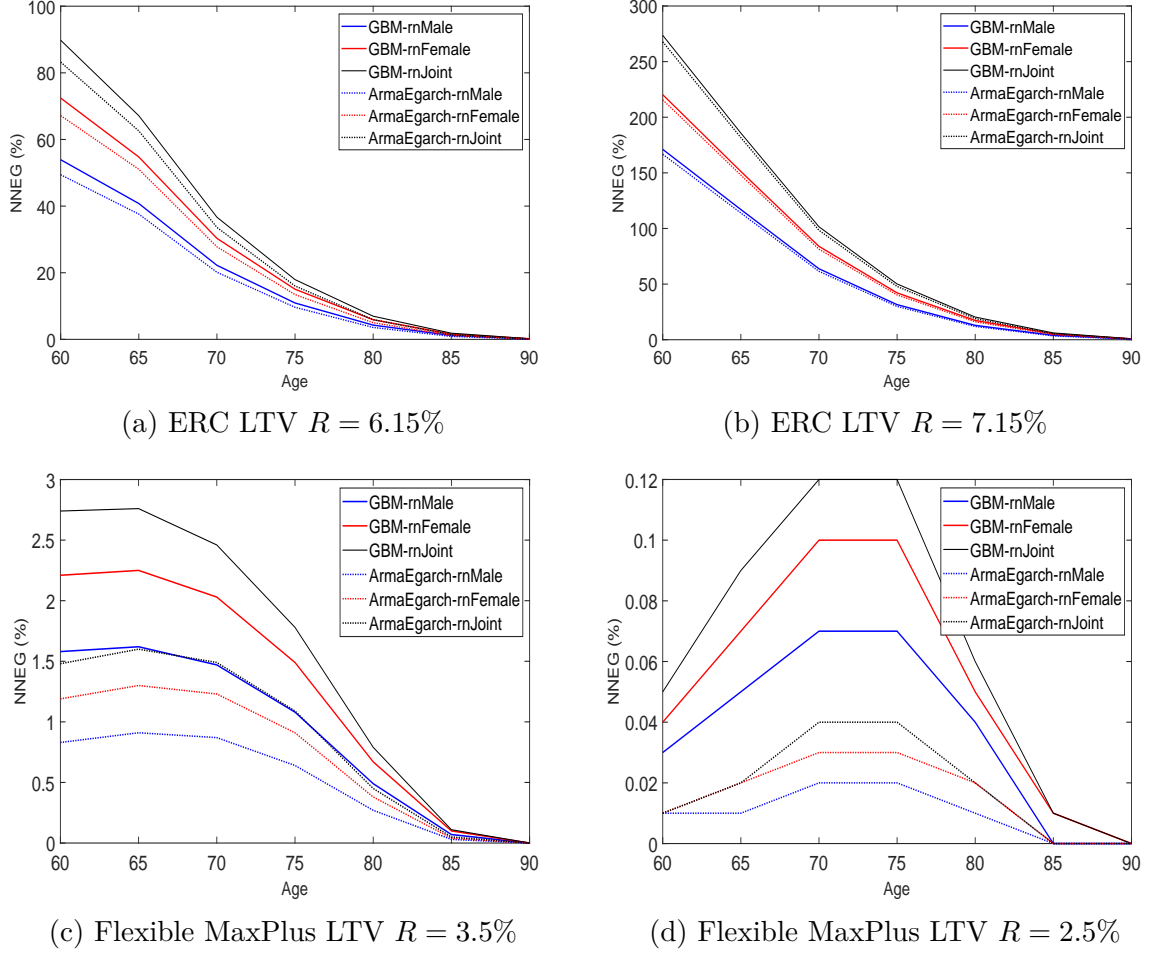 100
80
60
40
20
0
NNEG (%)
60 65 70 75 80 85 90
Age
GBM-rnMale
GBM-rnFemale
GBM-rnJoint
ArmaEgarch-rnMale
ArmaEgarch-rnFemale
ArmaEgarch-rnJoint
(a) ERC LTV R = 6.15%
300
250
200
150
100
50
0
NNEG (%)
60 65 70 75 80 85 90
Age
GBM-rnMale
GBM-rnFemale
GBM-rnJoint
ArmaEgarch-rnMale
ArmaEgarch-rnFemale
ArmaEgarch-rnJoint
(b) ERC LTV R = 7.15%
3
2.5
2
1.5
1
0.5
0
NNEG (%)
60 65 70 75 80 85 90
Age
GBM-rnMale
GBM-rnFemale
GBM-rnJoint
ArmaEgarch-rnMale
ArmaEgarch-rnFemale
ArmaEgarch-rnJoint
(c) Flexible MaxPlus LTV R = 3.5%
0.12
0.1
0.08
0.06
0.04
0.02
0
NNEG (%)
60 65 70 75 80 85 90
Age
GBM-rnMale
GBM-rnFemale
GBM-rnJoint
ArmaEgarch-rnMale
ArmaEgarch-rnFemale
ArmaEgarch-rnJoint
(d) Flexible MaxPlus LTV R = 2.5%